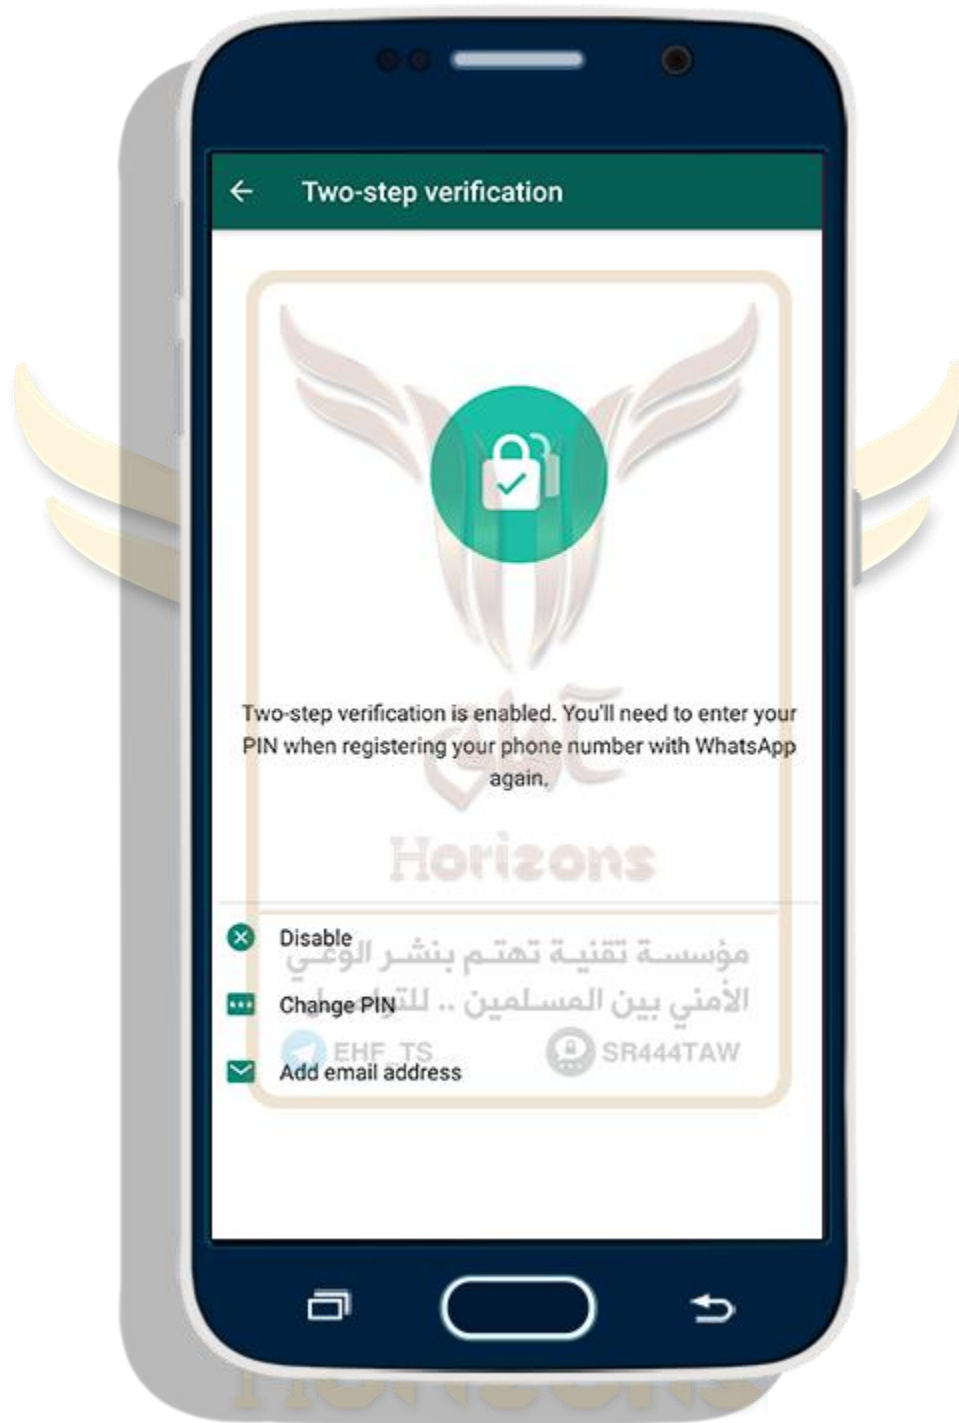 Two-step verification
آفاق
Two-step verification is enabled. You'll need to enter your
PIN when registering your phone number with WhatsApp
again.
Horizons
Disable
مؤسسة تقنية تهتم بنشر الوعي
Change PIN
الأمني بين المسلمين .. للتواصل
EHF_TS
SR444TAW
Add email address
Horizons